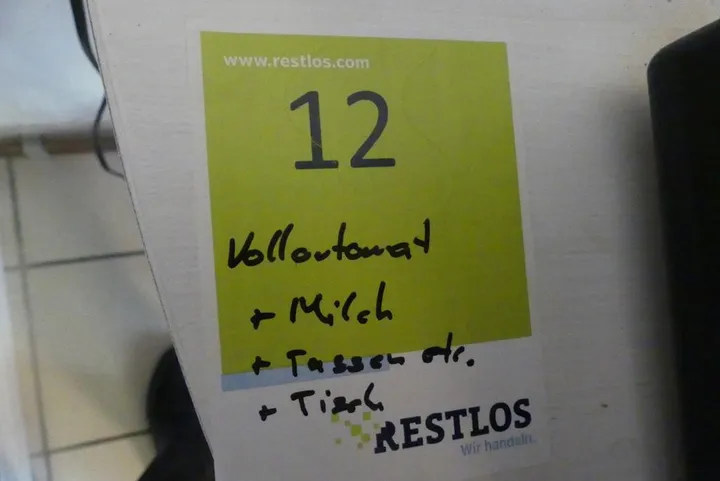 www.restlos.com
12
Vollautomat
+ Milch
+ Tassen etc.
+ Tisch
RESTLOS
Wir handeln.